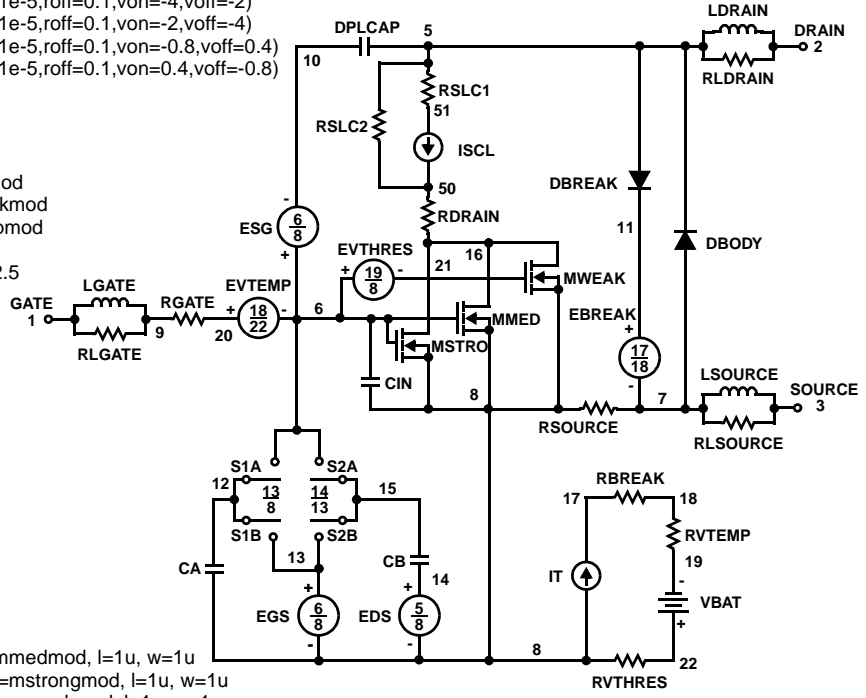 1e-5,roff=0.1,von=-4,voff=-2)
1e-5,roff=0.1,von=-2,voff=-4)
1e-5,roff=0.1,von=-0.8,voff=0.4)
1e-5,roff=0.1,von=0.4,voff=-0.8)
LDRAIN
DPLCAP 5 DRAIN
10 2
RLDRAIN
RSLC1
51
RSLC2
ISCL
50
RDRAIN
DBREAK
11
DBODY
od
kmod
omod
2.5
-
ESG 6/8
+
EVTHRES
+ 19/8 -
21 16
MWEAK
LGATE
GATE
1
RLGATE
9
RGATE
20
EVTEMP
+ 18/22 -
6
MMED
MSTRO
CIN
8
EBREAK
+
17/18
-
RSOURCE
7
LSOURCE
SOURCE
3
RLSOURCE
S1A S2A
12 13/8 14/13 15
S1B S2B
13
CA
CB
14
+ +
EGS 6/8 EDS 5/8
- -
RBREAK
17 18
RVTEMP
19
IT
-
VBAT
+
8 22
RVTHRES
mmedmod, l=1u, w=1u
=mstrongmod, l=1u, w=1u